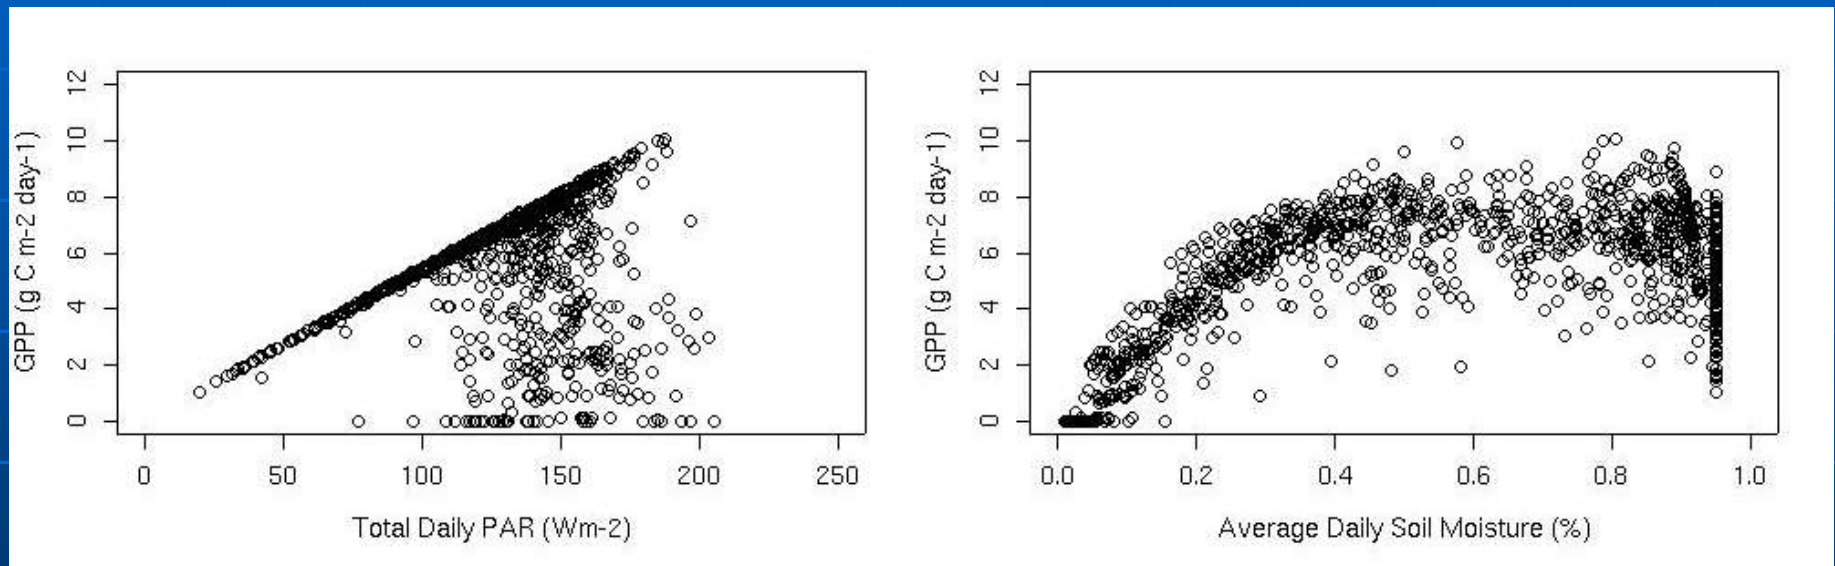 GPP (g C m-2 day-1)
12
10
8
6
4
2
0
0 50 100 150 200 250
Total Daily PAR (Wm-2)
GPP (g C m-2 day-1)
12
10
8
6
4
2
0
0.0 0.2 0.4 0.6 0.8 1.0
Average Daily Soil Moisture (%)